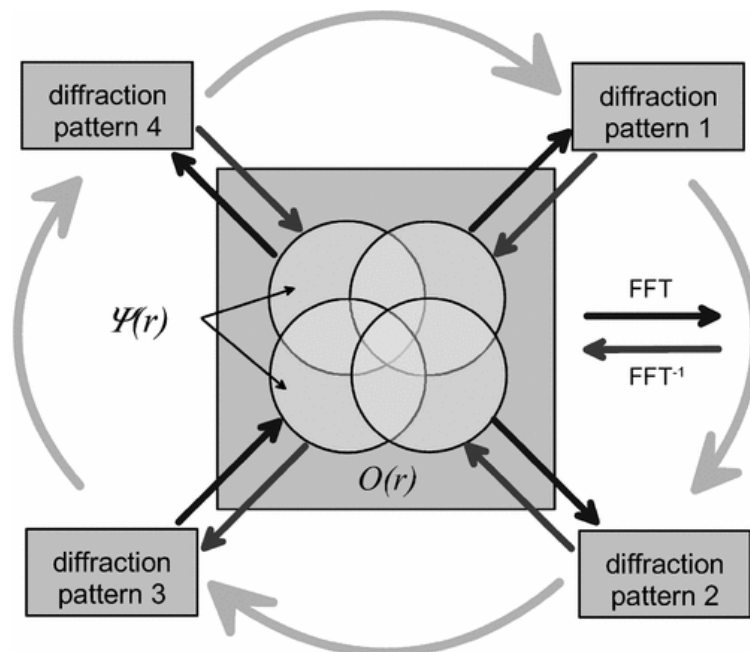 diffraction
pattern 4
diffraction
pattern 1
Ψ(r)
FFT
FFT⁻¹
O(r)
diffraction
pattern 3
diffraction
pattern 2